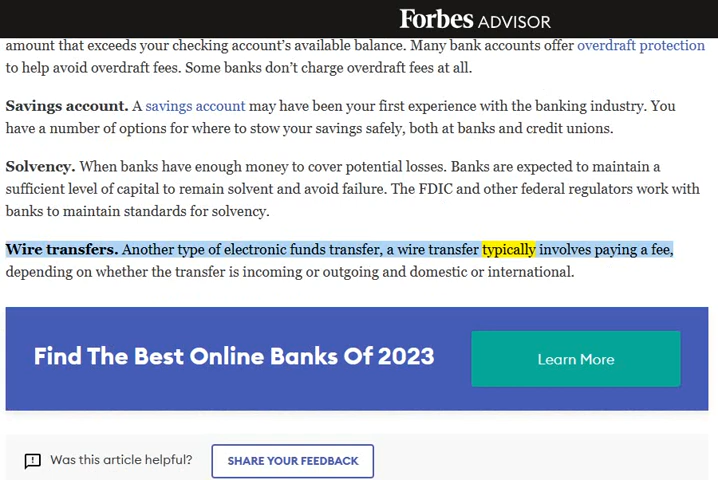 Forbes ADVISOR
amount that exceeds your checking account’s available balance. Many bank accounts offer overdraft protection
to help avoid overdraft fees. Some banks don’t charge overdraft fees at all.
Savings account. A savings account may have been your first experience with the banking industry. You
have a number of options for where to stow your savings safely, both at banks and credit unions.
Solvency. When banks have enough money to cover potential losses. Banks are expected to maintain a
sufficient level of capital to remain solvent and avoid failure. The FDIC and other federal regulators work with
banks to maintain standards for solvency.
Wire transfers. Another type of electronic funds transfer, a wire transfer typically involves paying a fee,
depending on whether the transfer is incoming or outgoing and domestic or international.
Find The Best Online Banks Of 2023
Learn More
Was this article helpful?
SHARE YOUR FEEDBACK